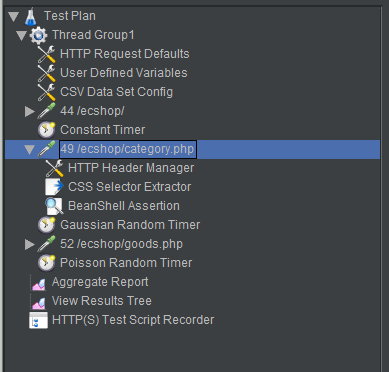 Test Plan
Thread Group1
HTTP Request Defaults
User Defined Variables
CSV Data Set Config
44 /ecshop/
Constant Timer
49 /ecshop/category.php
HTTP Header Manager
CSS Selector Extractor
BeanShell Assertion
Gaussian Random Timer
52 /ecshop/goods.php
Poisson Random Timer
Aggregate Report
View Results Tree
HTTP(S) Test Script Recorder